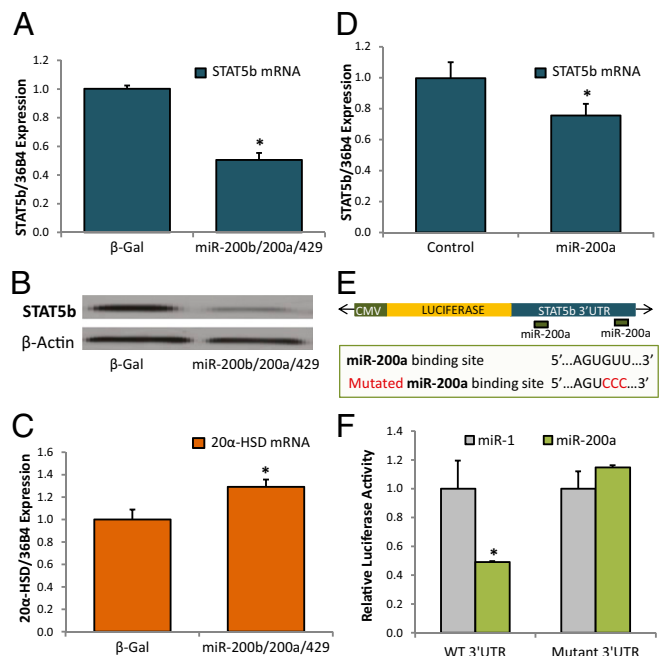 A
STAT5b/36B4 Expression
1.2
1.0
0.8
0.6
0.4
0.2
0.0
STAT5b mRNA
*
β-Gal
miR-200b/200a/429
B
STAT5b
β-Actin
β-Gal
miR-200b/200a/429
C
20α-HSD/36B4 Expression
1.6
1.4
1.2
1.0
0.8
0.6
0.4
0.2
0.0
20α-HSD mRNA
*
β-Gal
miR-200b/200a/429
D
STAT5b/36B4 Expression
1.2
1.0
0.8
0.6
0.4
0.2
0.0
STAT5b mRNA
*
Control
miR-200a
E
CMV LUCIFERASE STAT5b 3'UTR
miR-200a miR-200a
miR-200a binding site 5'...AGUGUU...3'
Mutated miR-200a binding site 5'...AGUCCC...3'
F
Relative Luciferase Activity
1.4
1.2
1.0
0.8
0.6
0.4
0.2
0.0
miR-1 miR-200a
*
WT 3'UTR
Mutant 3'UTR